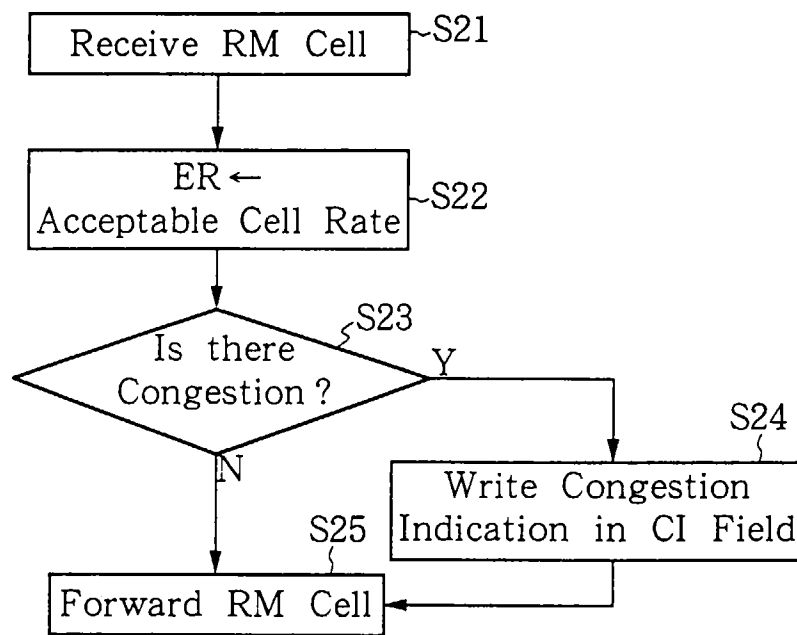 Receive RM Cell
S21
ER←
Acceptable Cell Rate
S22
S23
Is there
Congestion?
Y
N
S24
Write Congestion
Indication in CI Field
S25
Forward RM Cell